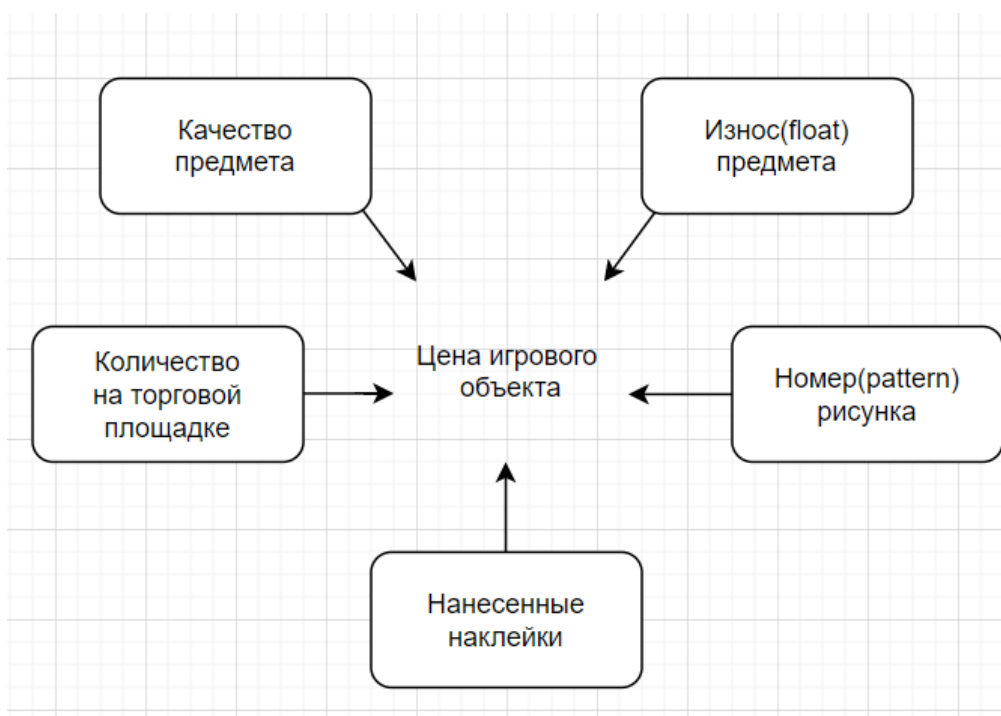 Качество
предмета
Износ(float)
предмета
Количество
на торговой
площадке
Цена игрового
объекта
Номер(pattern)
рисунка
Нанесенные
наклейки